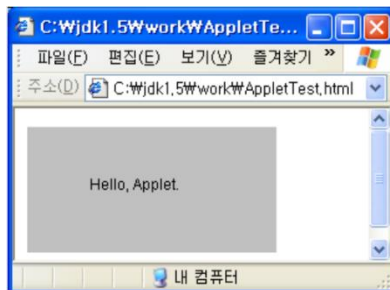 C:₩jdk1.5₩work₩AppletTe...
파일(F) 편집(E) 보기(V) 즐겨찾기 »
주소(D) C:₩jdk1,5₩work₩AppletTest,html
Hello, Applet.
내 컴퓨터